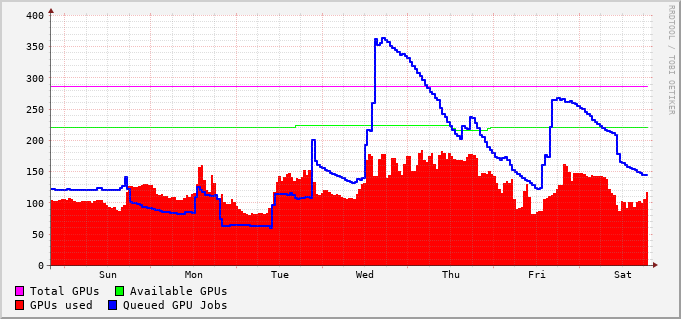 400
350
300
250
200
150
100
50
0
Sun Mon Tue Wed Thu Fri Sat
RRDTOOL / TOBI OETIKER
Total GPUs Available GPUs
GPUs used Queued GPU Jobs